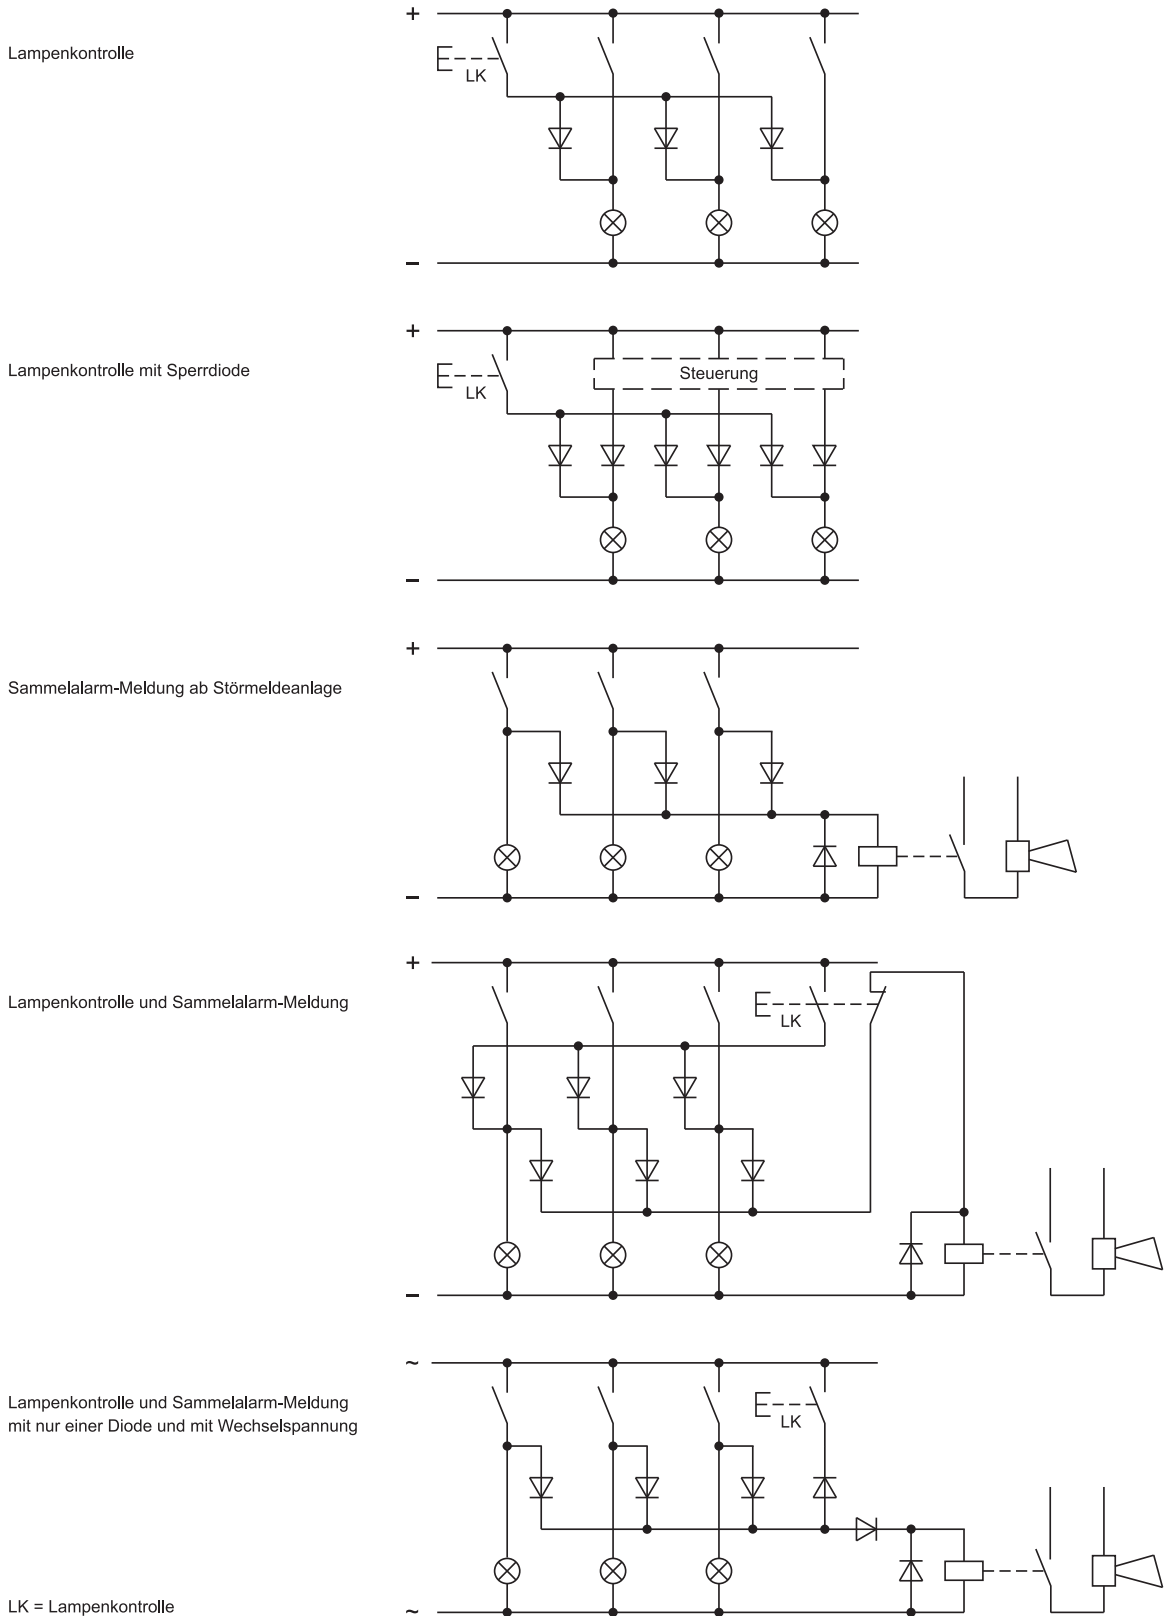 +
Lampenkontrolle
LK
−
+
Lampenkontrolle mit Sperrdiode
Steuerung
LK
−
+
Sammelalarm-Meldung ab Störmeldeanlage
−
+
Lampenkontrolle und Sammelalarm-Meldung
LK
−
~
Lampenkontrolle und Sammelalarm-Meldung
mit nur einer Diode und mit Wechselspannung
LK
LK = Lampenkontrolle
~